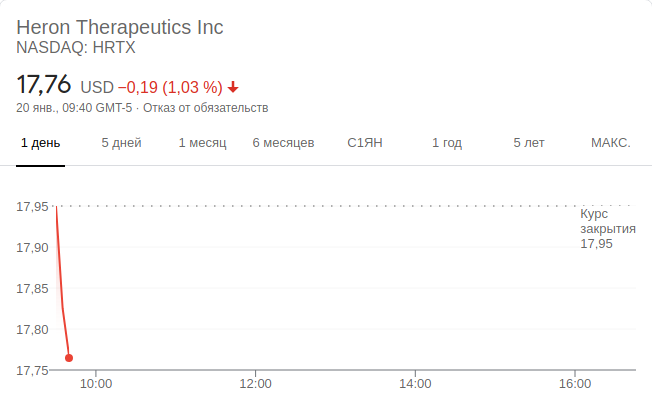 Heron Therapeutics Inc
NASDAQ: HRTX
17,76 USD −0,19 (1,03 %)
20 янв., 09:40 GMT-5 · Отказ от обязательств
1 день 5 дней 1 месяц 6 месяцев С1ЯН 1 год 5 лет МАКС.
17,95
Курс
закрытия
17,95
17,90
17,85
17,80
17,75
10:00 12:00 14:00 16:00